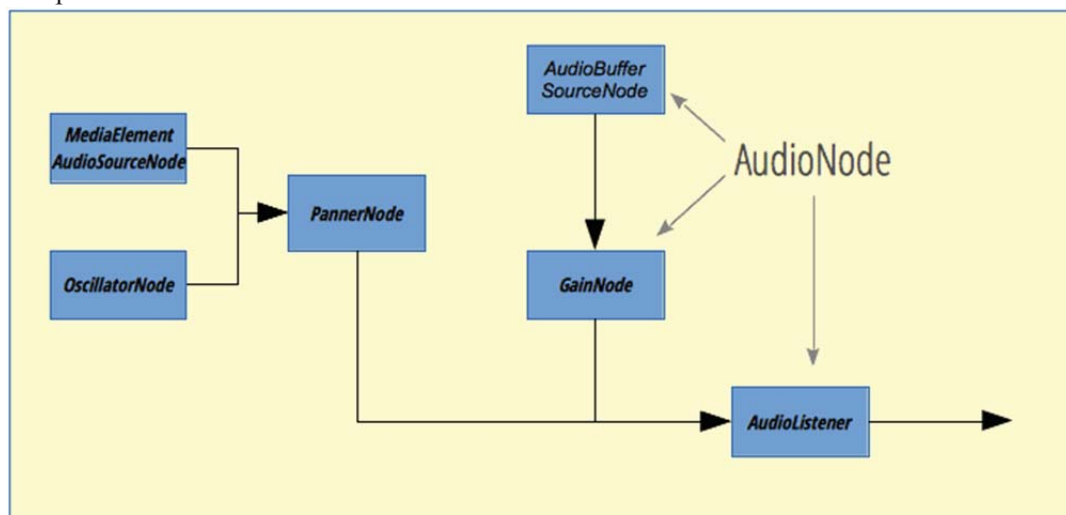 AudioBuffer
SourceNode
MediaElement
AudioSourceNode
AudioNode
PannerNode
OscillatorNode
GainNode
AudioListener